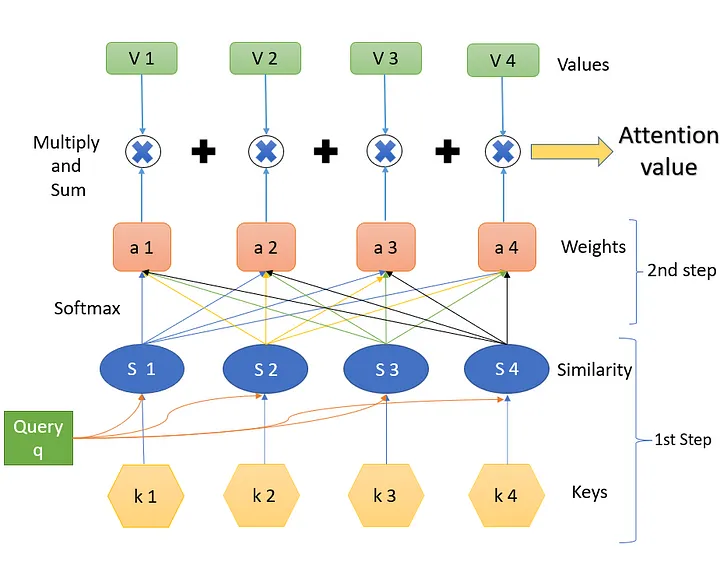 V 1
V 2
V 3
V 4
Values
Multiply
and
Sum
Attention
value
a 1
a 2
a 3
a 4
Weights
2nd step
Softmax
S 1
S 2
S 3
S 4
Similarity
Query
q
1st Step
k 1
k 2
k 3
k 4
Keys